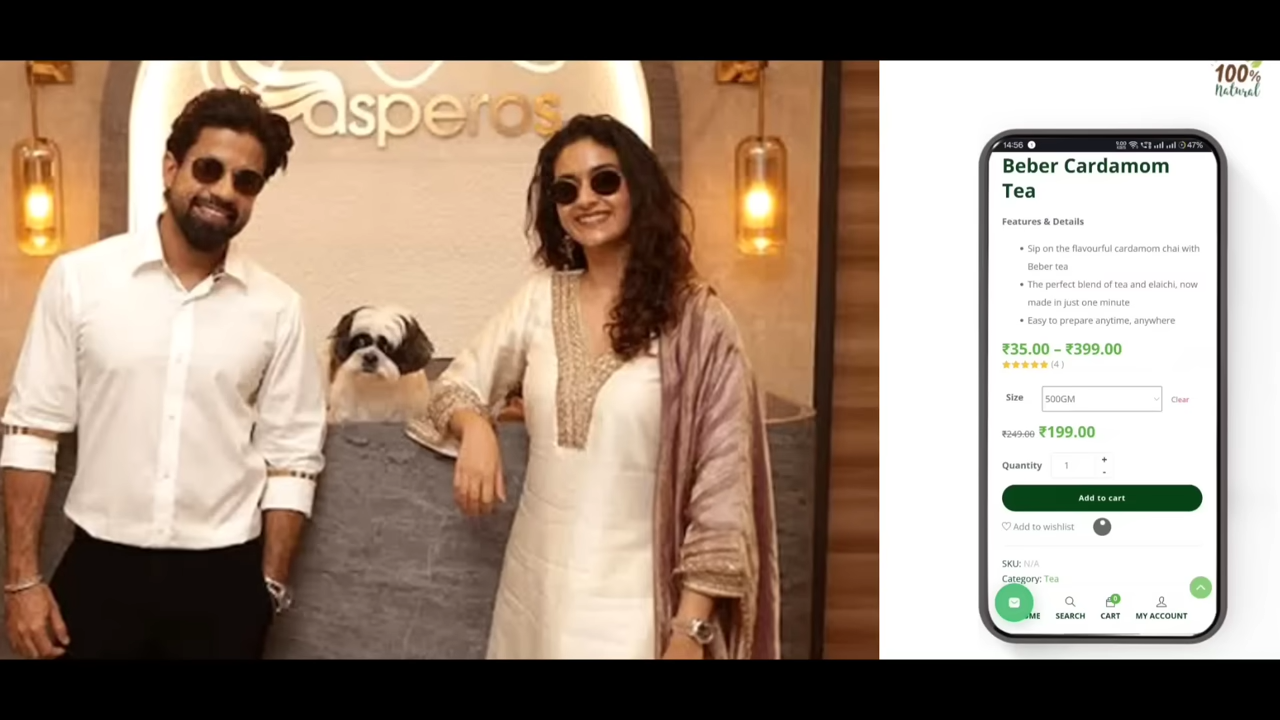 asperos
100%
Natural
14:56
47%
Beber Cardamom
Tea
Features & Details
• Sip on the flavourful cardamom chai with
Beber tea
• The perfect blend of tea and elaichi, now
made in just one minute
• Easy to prepare anytime, anywhere
₹35.00 – ₹399.00
(4 )
Size
500GM
Clear
₹249.00 ₹199.00
Quantity
1
+
-
Add to cart
Add to wishlist
SKU: N/A
Category: Tea
0
ME
SEARCH
CART
MY ACCOUNT